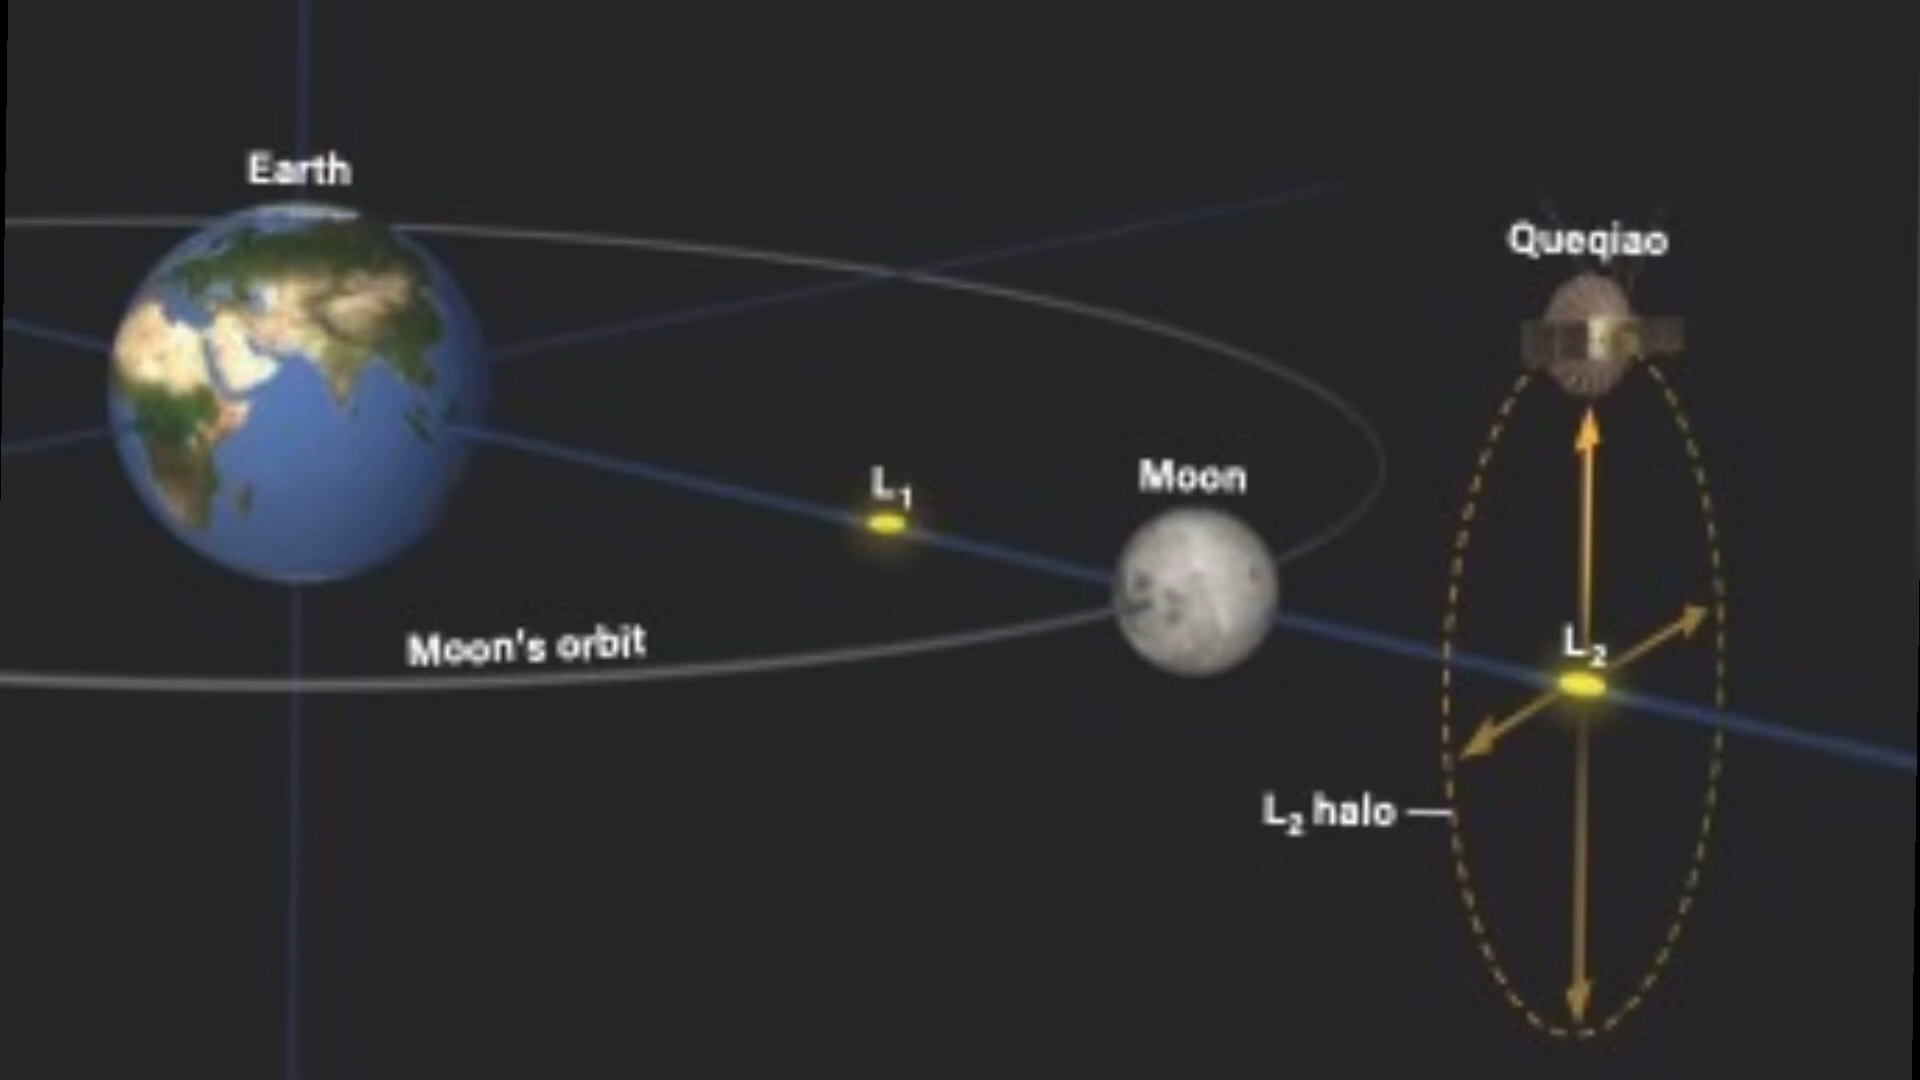 Earth
Queqiao
L₁
Moon
Moon's orbit
L₂
L₂ halo